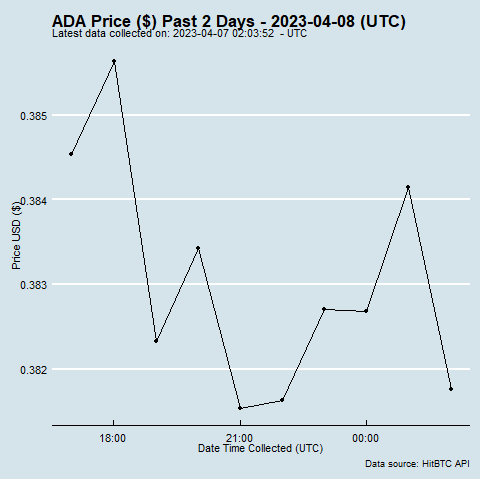 ADA Price ($) Past 2 Days - 2023-04-08 (UTC)
Latest data collected on: 2023-04-07 02:03:52  - UTC
0.385
0.384
0.383
0.382
Price USD ($)
18:00
21:00
00:00
Date Time Collected (UTC)
Data source: HitBTC API